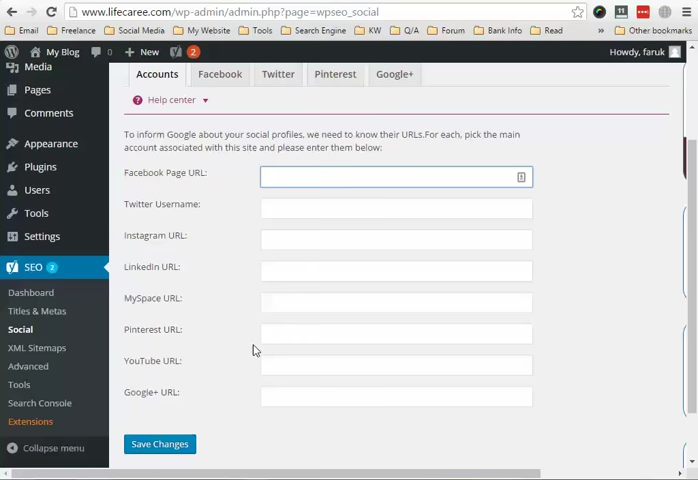 www.lifecaree.com/wp-admin/admin.php?page=wpseo_social
11
Email Freelance Social Media My Website Tools Search Engine KW Q/A Forum Bank Info Read » Other bookmarks
My Blog 0 + New 2 Howdy, faruk
Media
Pages
Comments
Appearance
Plugins
Users
Tools
Settings
SEO 2
Dashboard
Titles & Metas
Social
XML Sitemaps
Advanced
Tools
Search Console
Extensions
Collapse menu
Accounts Facebook Twitter Pinterest Google+
Help center
To inform Google about your social profiles, we need to know their URLs.For each, pick the main
account associated with this site and please enter them below:
Facebook Page URL:
Twitter Username:
Instagram URL:
LinkedIn URL:
MySpace URL:
Pinterest URL:
YouTube URL:
Google+ URL:
Save Changes